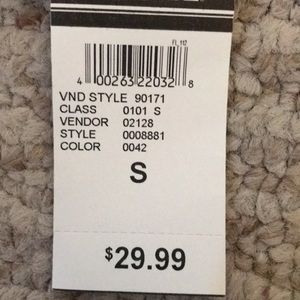 FL 117
4 00263 22032 8
VND STYLE 90171
CLASS 0101 S
VENDOR 02128
STYLE 0008881
COLOR 0042
S
$29.99